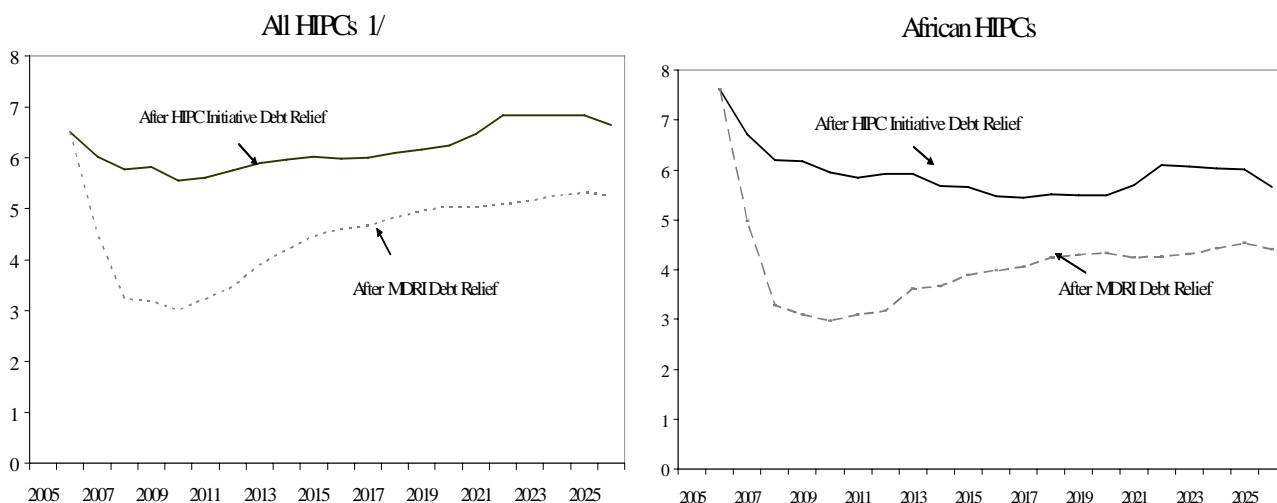 All HIPCs 1/
8
7
6
5
4
3
2
1
0
After HIPC Initiative Debt Relief
After MDRI Debt Relief
2005 2007 2009 2011 2013 2015 2017 2019 2021 2023 2025
African HIPCs
8
7
6
5
4
3
2
1
0
After HIPC Initiative Debt Relief
After MDRI Debt Relief
2005 2007 2009 2011 2013 2015 2017 2019 2021 2023 2025